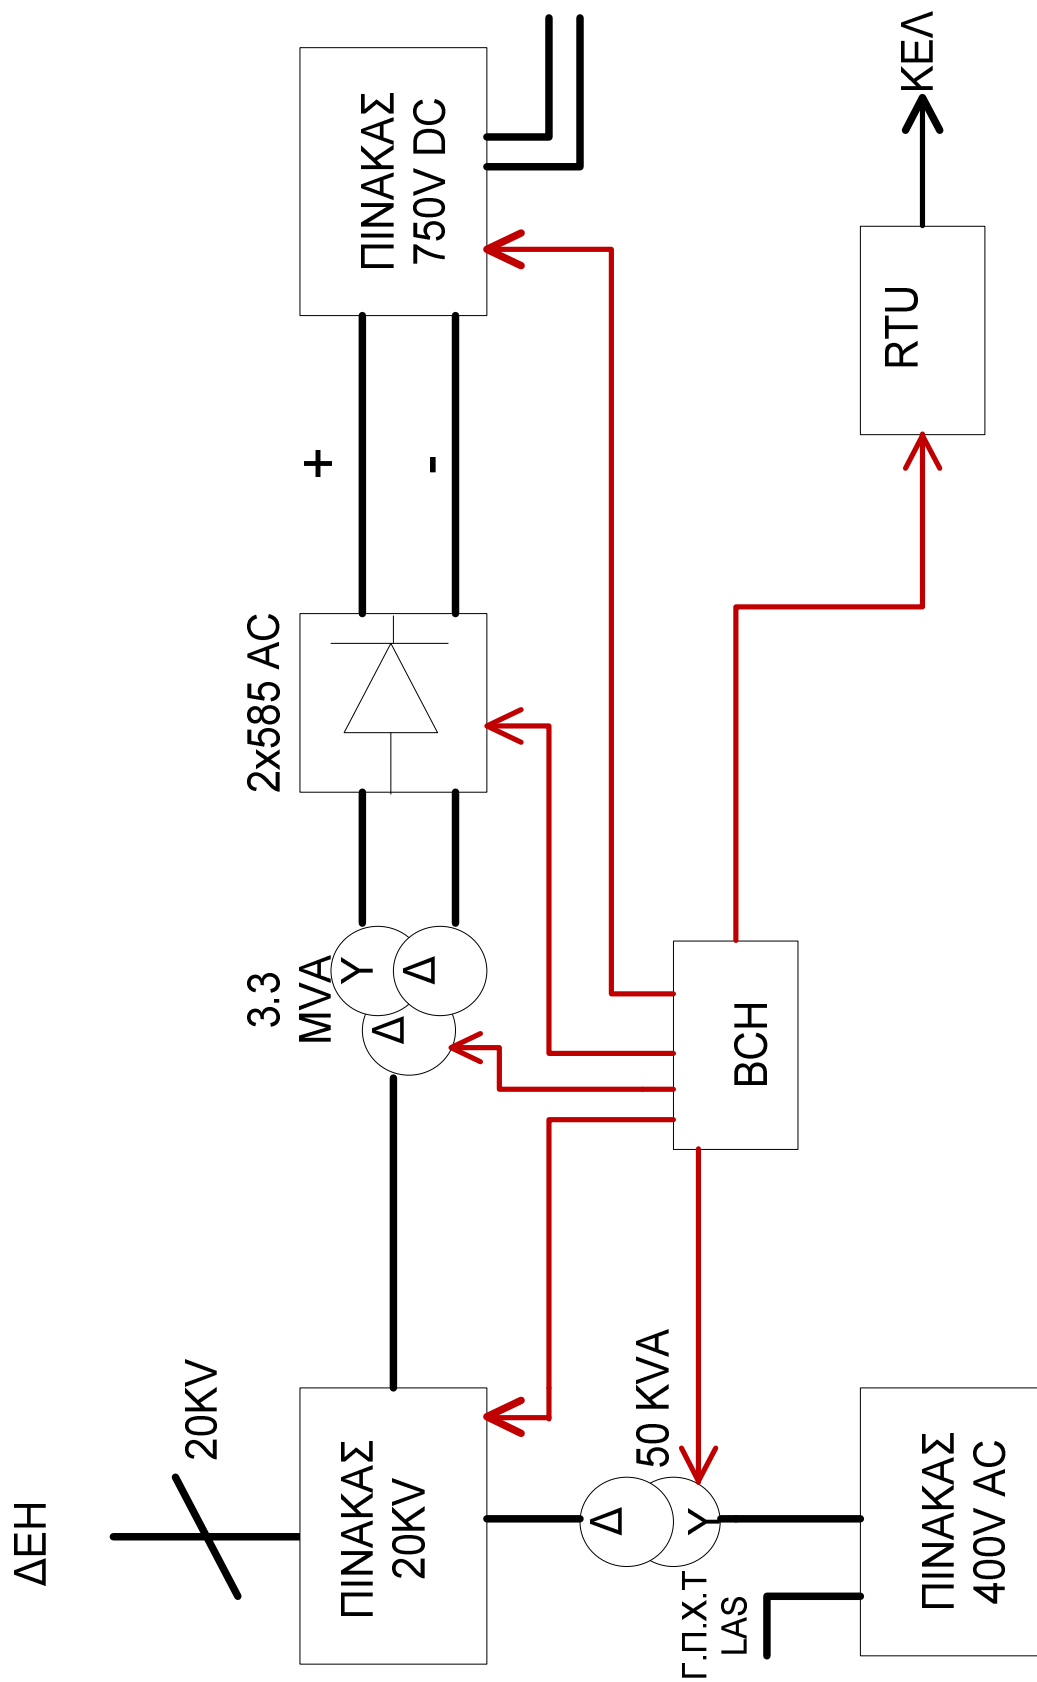 ΔΕΗ
20KV
ΠΙΝΑΚΑΣ
20KV
3.3
MVA
Δ
Υ
Δ
2x585 AC
+
-
ΠΙΝΑΚΑΣ
750V DC
50 KVA
Δ
Υ
Γ.Π.Χ.Τ
LAS
ΠΙΝΑΚΑΣ
400V AC
BCH
RTU
ΚΕΛ